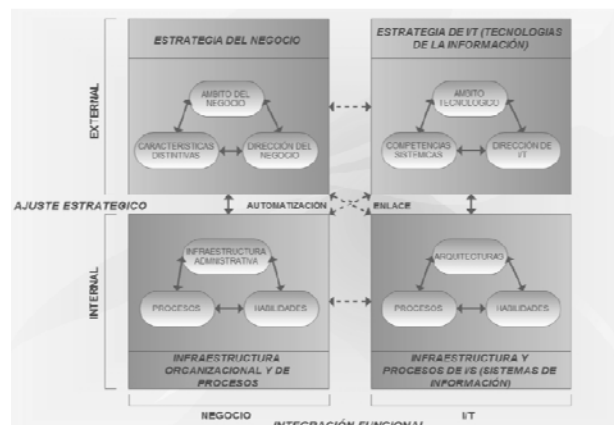 ESTRATEGIA DEL NEGOCIO
ESTRATEGIA DE I/T (TECNOLOGIAS
DE LA INFORMACIÓN)
EXTERNAL
AMBITO DEL
NEGOCIO
CARACTERISTICAS
DISTINTIVAS
DIRECCIÓN DEL
NEGOCIO
AMBITO
TECNOLOGICO
COMPETENCIAS
SISTEMICAS
DIRECCIÓN DE
I/T
AJUSTE ESTRATEGICO
AUTOMATIZACIÓN
ENLACE
INTERNAL
INFRAESTRUCTURA
ADMINISTRATIVA
PROCESOS
HABILIDADES
ARQUITECTURAS
PROCESOS
HABILIDADES
INFRAESTRUCTURA
ORGANIZACIONAL Y DE
PROCESOS
INFRAESTRUCTURA Y
PROCESOS DE I/S (SISTEMAS
DE INFORMACIÓN)
NEGOCIO
I/T
INTEGRACIÓN FUNCIONAL